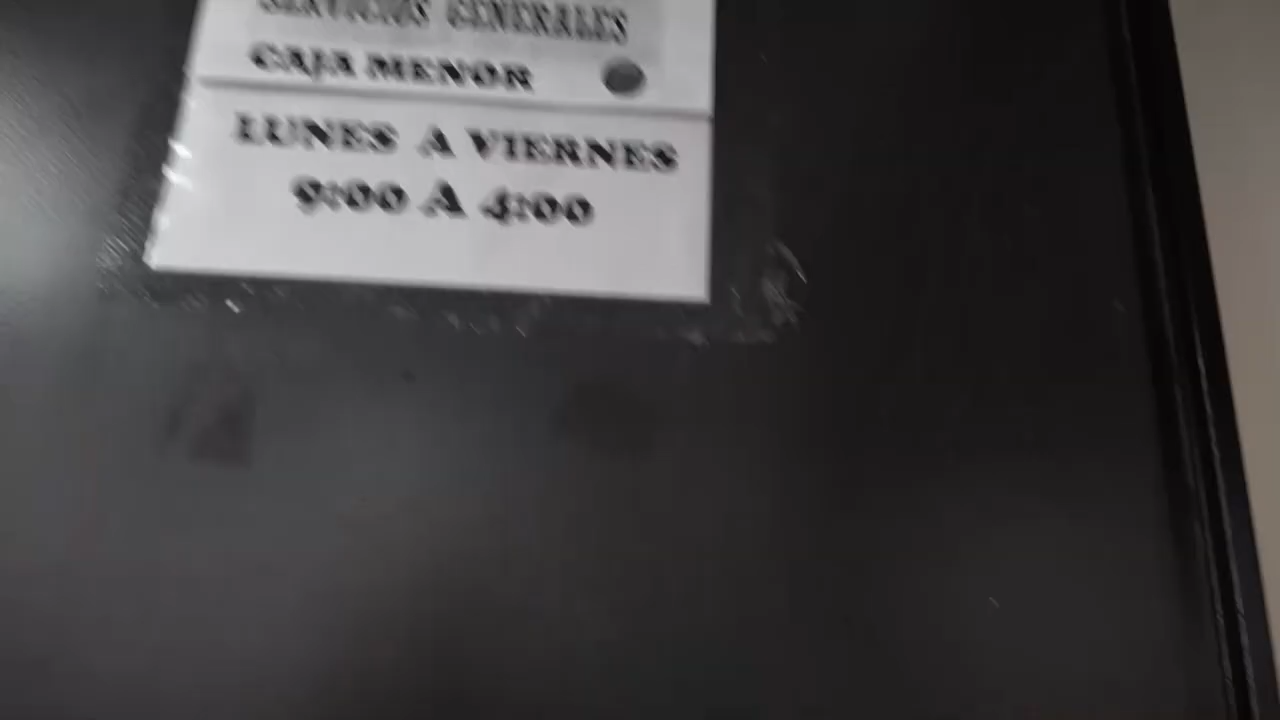 SERVICIOS GENERALES
CAJA MENOR
LUNES A VIERNES
9:00 A 4:00